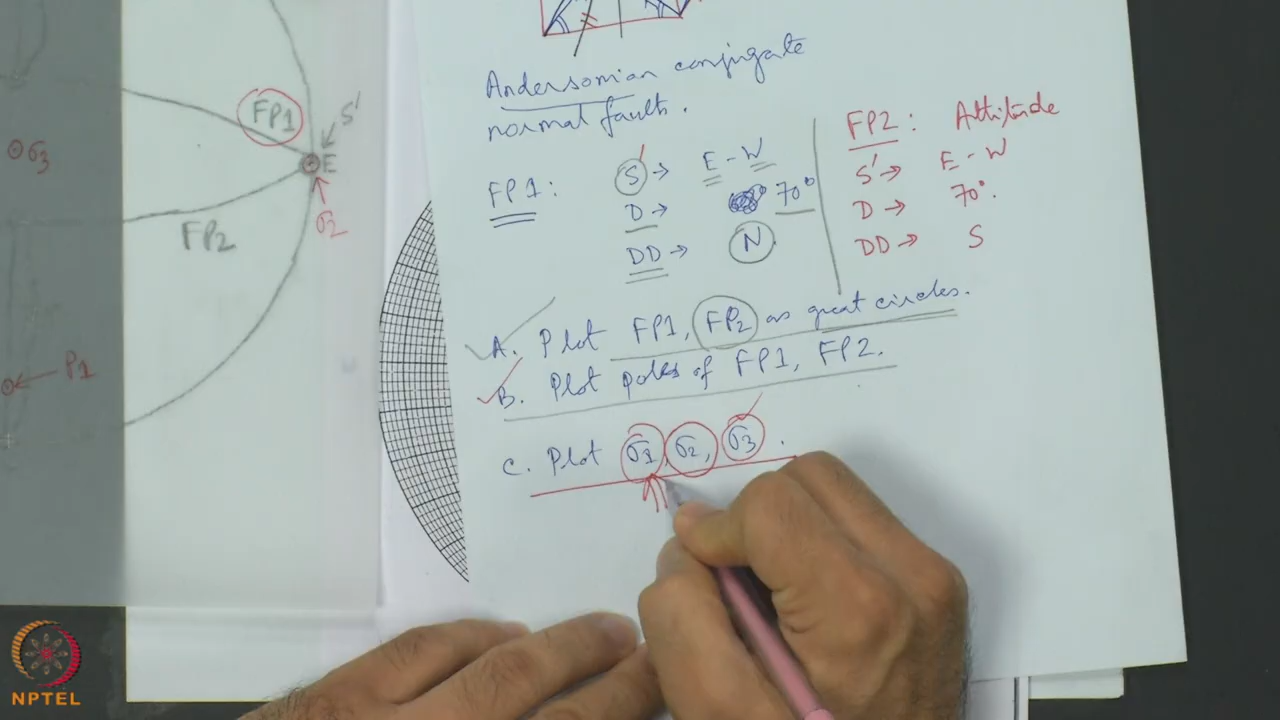 FP1
S'
σ3
E
σ2
FP2
P1
NPTEL
Andersonian conjugate
normal fault.
FP1: S' → E - W
D → 70°
DD → N
FP2: Attitude
S' → E - W
D → 70°.
DD → S
A. Plot FP1, FP2 as great circles.
B. Plot poles of FP1, FP2.
C. Plot σ1, σ2, σ3.